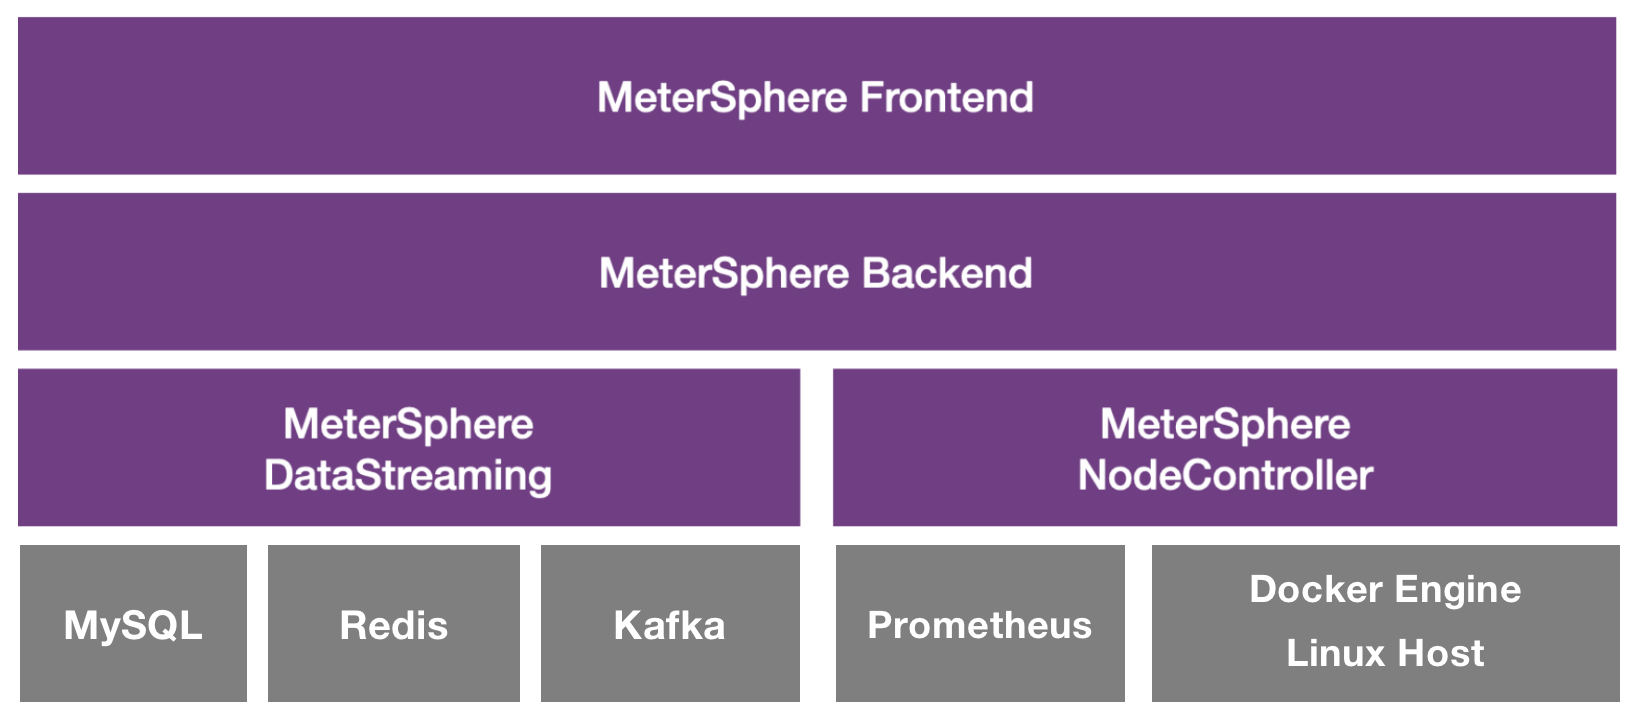 MeterSphere Frontend
MeterSphere Backend
MeterSphere
DataStreaming
MeterSphere
NodeController
MySQL
Redis
Kafka
Prometheus
Docker Engine
Linux Host